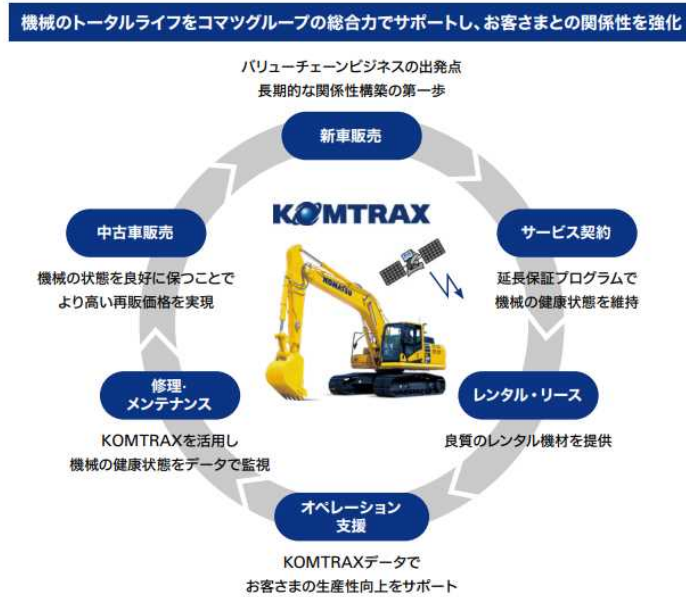 機械のトータルライフをコマツグループの総合力でサポートし、お客さまとの関係性を強化
バリューチェーンビジネスの出発点
長期的な関係性構築の第一歩
新車販売
KOMTRAX
中古車販売
機械の状態を良好に保つことで
より高い再販価格を実現
サービス契約
延長保証プログラムで
機械の健康状態を維持
KOMATSU
修理・
メンテナンス
KOMTRAXを活用し
機械の健康状態をデータで監視
レンタル・リース
良質のレンタル機材を提供
オペレーション
支援
KOMTRAXデータで
お客さまの生産性向上をサポート